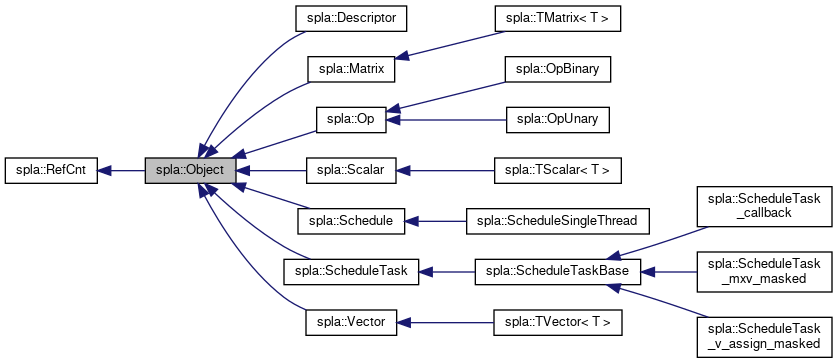 spla::Descriptor
spla::TMatrix< T >
spla::Matrix
spla::OpBinary
spla::Op
spla::OpUnary
spla::RefCnt
spla::Object
spla::Scalar
spla::TScalar< T >
spla::ScheduleTask
_callback
spla::Schedule
spla::ScheduleSingleThread
spla::ScheduleTask
spla::ScheduleTaskBase
spla::ScheduleTask
_mxv_masked
spla::Vector
spla::TVector< T >
spla::ScheduleTask
_v_assign_masked